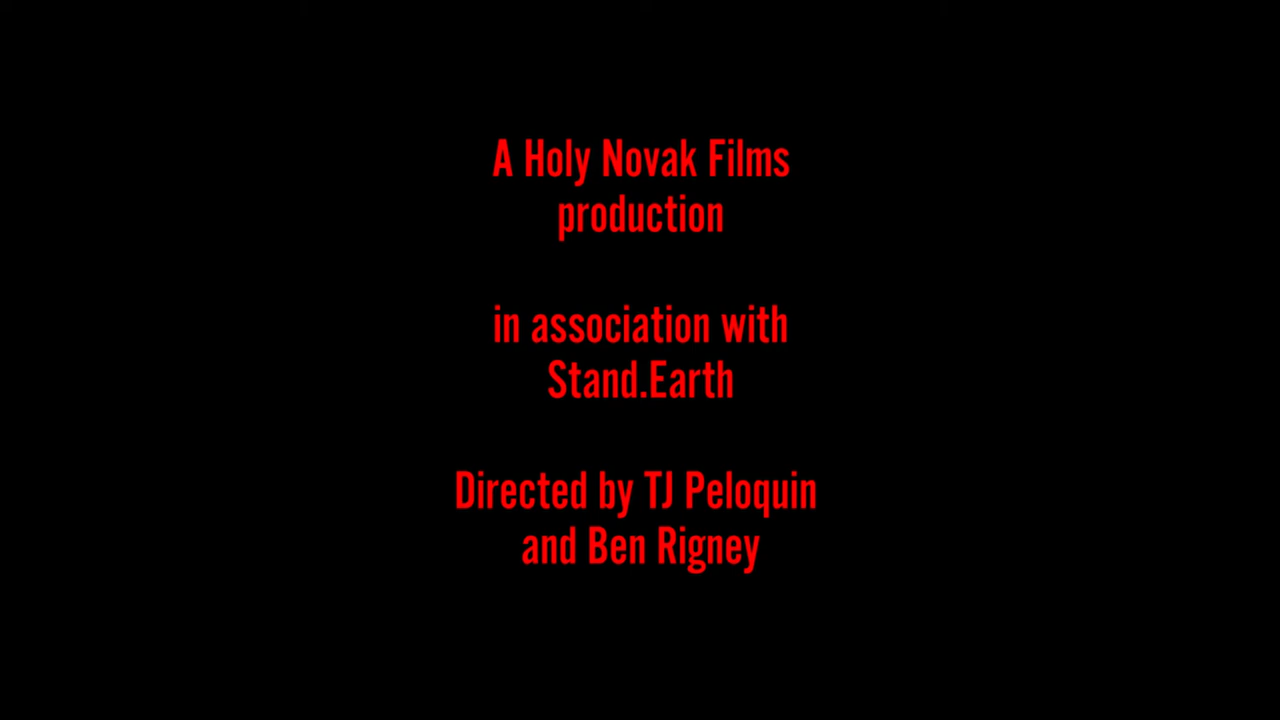 A Holy Novak Films
production
in association with
Stand.Earth
Directed by TJ Peloquin
and Ben Rigney